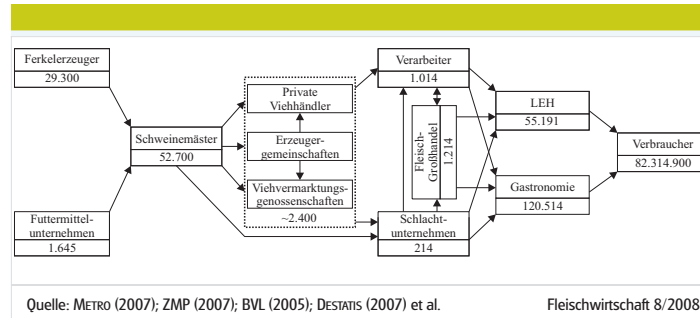 Ferkelerzeuger
29.300
Futtermittel-
unternehmen
1.645
Schweinemäster
52.700
Private
Viehhändler
Erzeuger-
gemeinschaften
Viehvermarktungs-
genossenschaften
~2.400
Verarbeiter
1.014
Fleisch-
Großhandel
1.214
Schlacht-
unternehmen
214
LEH
55.191
Gastronomie
120.514
Verbraucher
82.314.900
Quelle: METRO (2007); ZMP (2007); BVL (2005); DESTATIS (2007) et al.
Fleischwirtschaft 8/2008